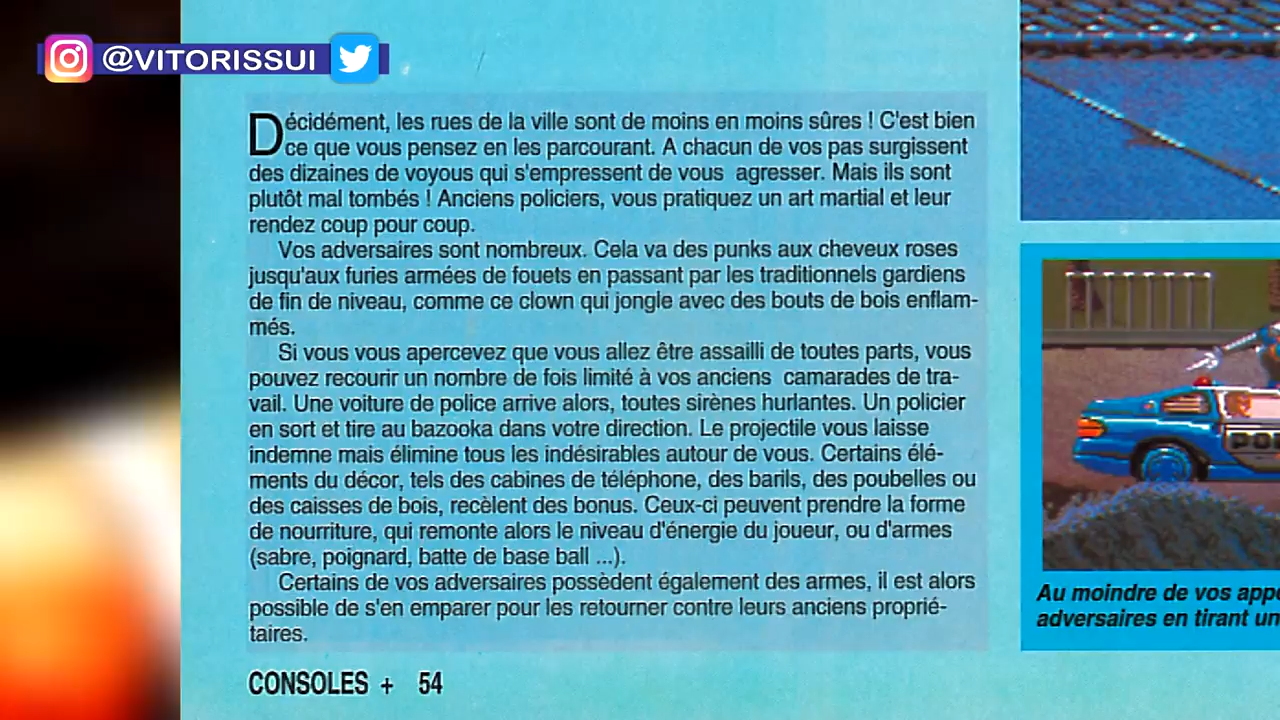 @VITORISSUI
Décidément, les rues de la ville sont de moins en moins sûres ! C'est bien
ce que vous pensez en les parcourant. A chacun de vos pas surgissent
des dizaines de voyous qui s'empressent de vous agresser. Mais ils sont
plutôt mal tombés ! Anciens policiers, vous pratiquez un art martial et leur
rendez coup pour coup.
Vos adversaires sont nombreux. Cela va des punks aux cheveux roses
jusqu'aux furies armées de fouets en passant par les traditionnels gardiens
de fin de niveau, comme ce clown qui jongle avec des bouts de bois enflam-
més.
Si vous vous apercevez que vous allez être assailli de toutes parts, vous
pouvez recourir un nombre de fois limité à vos anciens camarades de tra-
vail. Une voiture de police arrive alors, toutes sirènes hurlantes. Un policier
en sort et tire au bazooka dans votre direction. Le projectile vous laisse
indemne mais élimine tous les indésirables autour de vous. Certains élé-
ments du décor, tels des cabines de téléphone, des barils, des poubelles ou
des caisses de bois, recèlent des bonus. Ceux-ci peuvent prendre la forme
de nourriture, qui remonte alors le niveau d'énergie du joueur, ou d'armes
(sabre, poignard, batte de base ball ...).
Certains de vos adversaires possèdent également des armes, il est alors
possible de s'en emparer pour les retourner contre leurs anciens proprié-
taires.
CONSOLES + 54
Au moindre de vos
adversaires en tirant